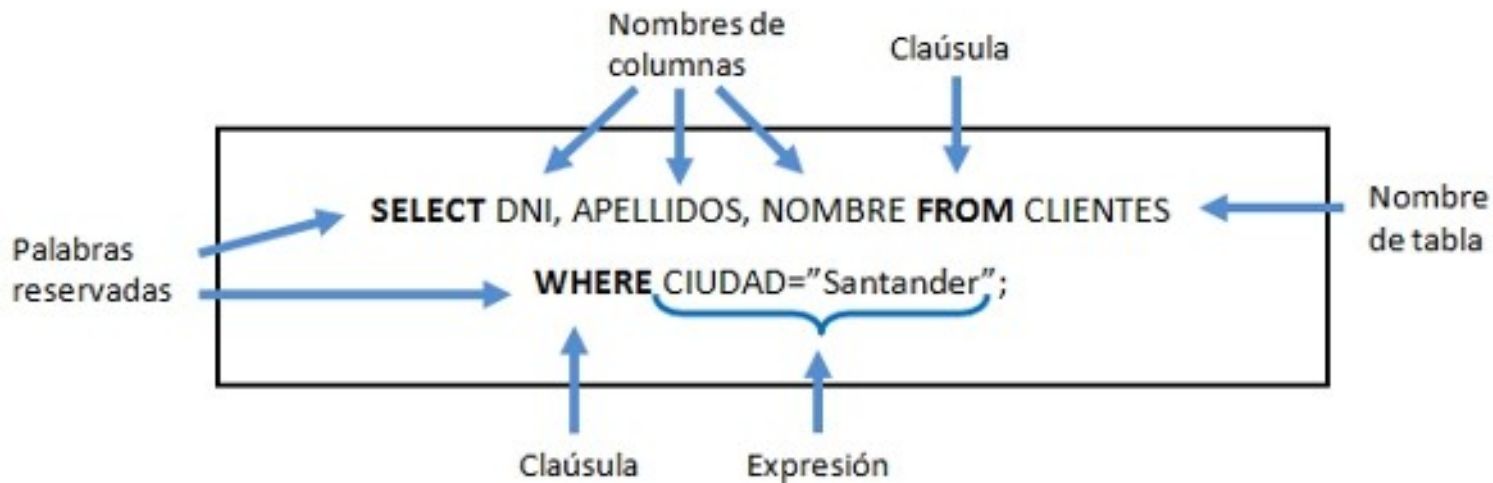 Nombres de
columnas
Claúsula
SELECT DNI, APELLIDOS, NOMBRE FROM CLIENTES
Nombre
de tabla
Palabras
reservadas
WHERE CIUDAD=”Santander”;
Claúsula
Expresión